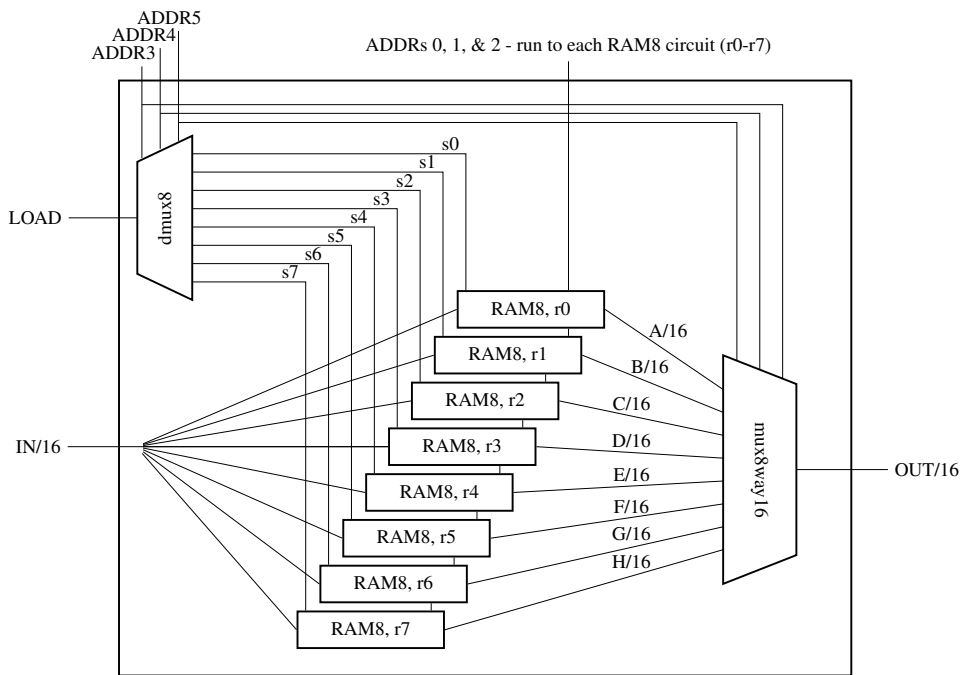 ADDR5
ADDR4
ADDR3
ADDRs 0, 1, & 2 - run to each RAM8 circuit (r0-r7)
s0
s1
s2
s3
s4
s5
s6
s7
dmux8
LOAD
RAM8, r0
RAM8, r1
RAM8, r2
RAM8, r3
RAM8, r4
RAM8, r5
RAM8, r6
RAM8, r7
IN/16
A/16
B/16
C/16
D/16
E/16
F/16
G/16
H/16
mux8way16
OUT/16